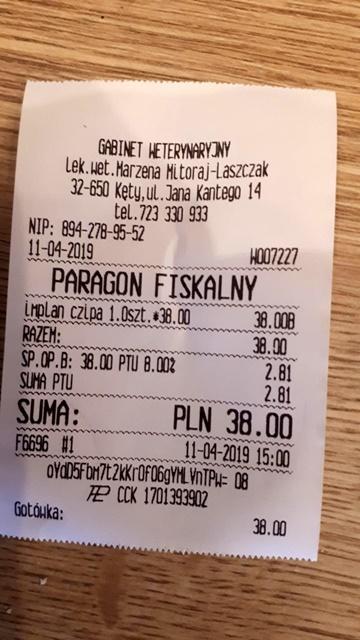 GABINET WETERYNARYJNY
Lek.wet.Marzena Mitoraj-Laszczak
32-650 Kęty,ul.Jana Kantego 14
tel.723 330 933
NIP: 894-278-95-52
11-04-2019 W007227
PARAGON FISKALNY
implan czipa 1.0szt.*38.00 38.00B
RAZEM: 38.00
SP.OP.B: 38.00 PTU 8.00% 2.81
SUMA PTU 2.81
SUMA: PLN 38.00
F6696 #1 11-04-2019 15:00
oYdD5Fbm7t2kKrOf06gYMLYnTPw= 08
CCK 1701393902
Gotówka: 38.00